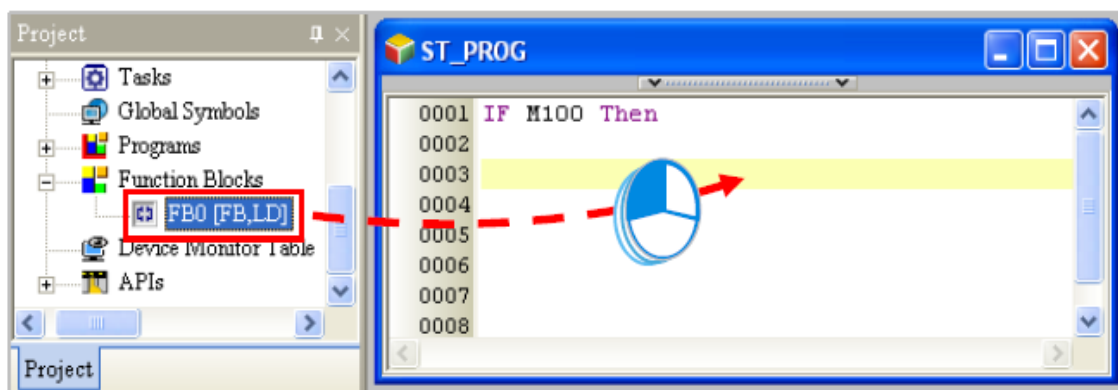 Project
Tasks
Global Symbols
Programs
Function Blocks
FB0 [FB,LD]
Device Monitor Table
APIs
Project
ST_PROG
0001 IF M100 Then
0002
0003
0004
0005
0006
0007
0008